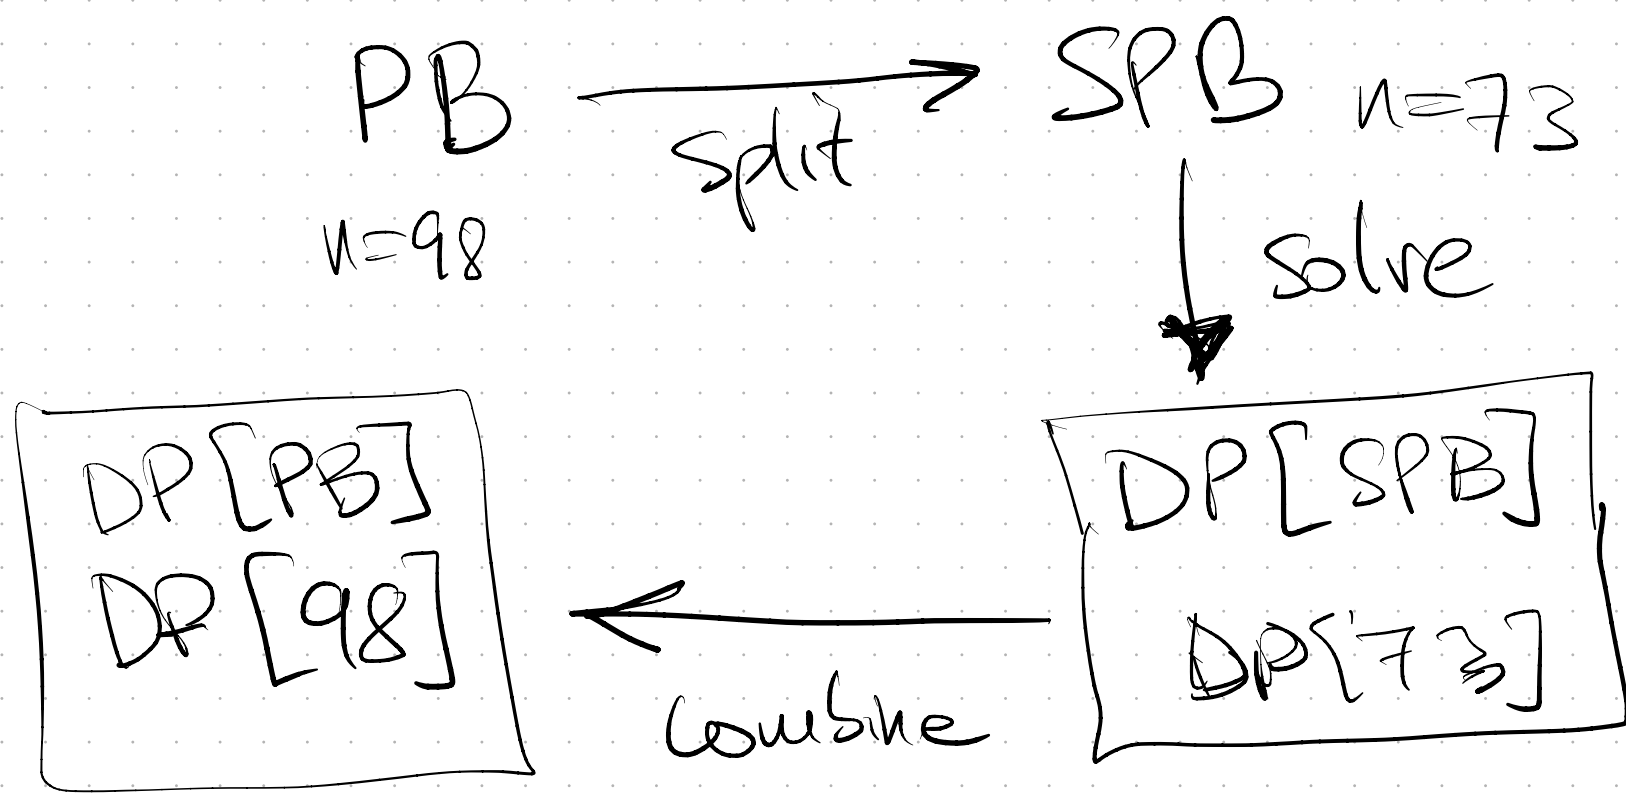 PB
split
SPB
n=73
n=98
solve
DP[PB]
DP[98]
DP[SPB]
DP[73]
combine